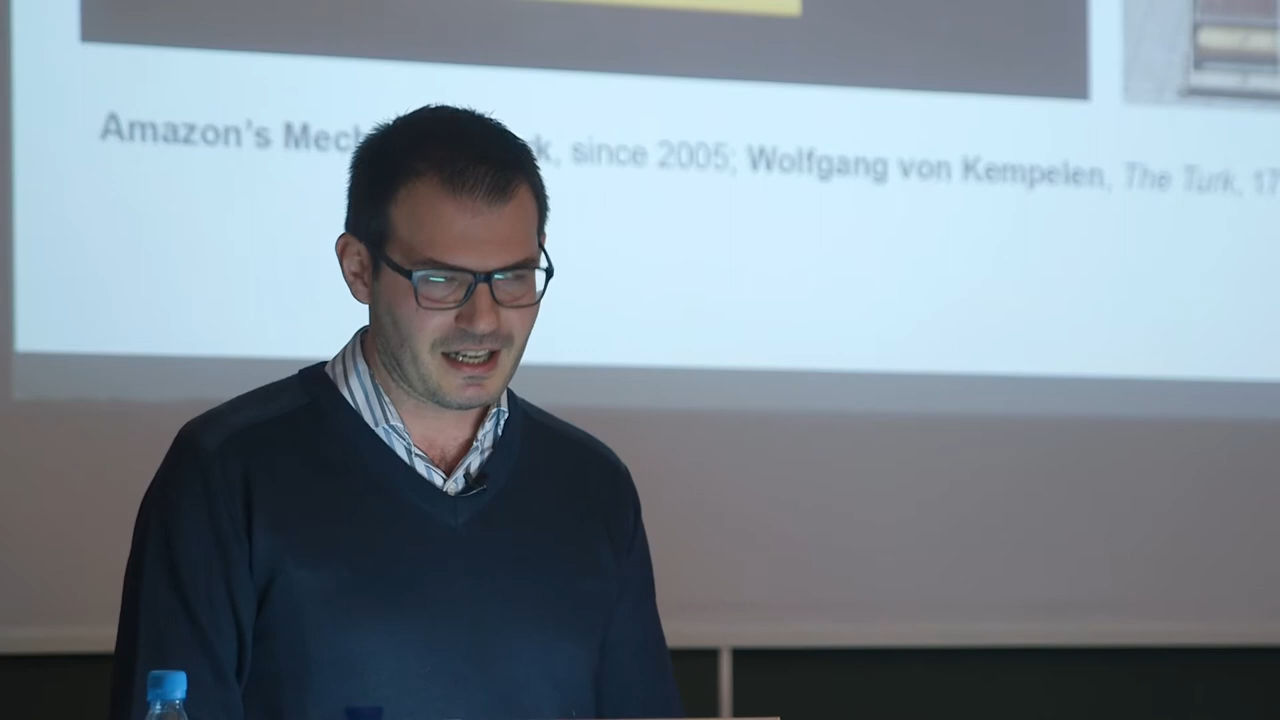 Amazon's Mech k, since 2005; Wolfgang von Kempelen, The Turk, 17